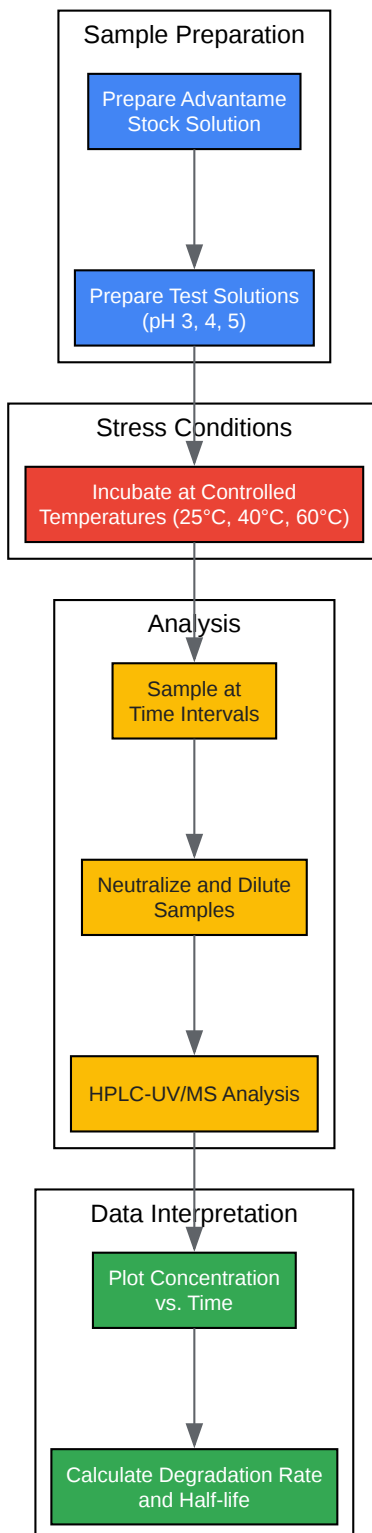 Sample Preparation
Prepare Advantame
Stock Solution
Prepare Test Solutions
(pH 3, 4, 5)
Stress Conditions
Incubate at Controlled
Temperatures (25°C, 40°C, 60°C)
Analysis
Sample at
Time Intervals
Neutralize and Dilute
Samples
HPLC-UV/MS Analysis
Data Interpretation
Plot Concentration
vs. Time
Calculate Degradation Rate
and Half-life